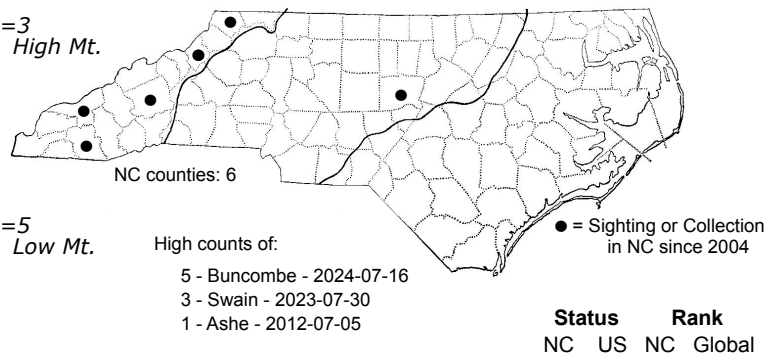 =3
High Mt.
NC counties: 6
=5
Low Mt.
High counts of:
5 - Buncombe - 2024-07-16
3 - Swain - 2023-07-30
1 - Ashe - 2012-07-05
● = Sighting or Collection
in NC since 2004
Status Rank
NC US NC Global